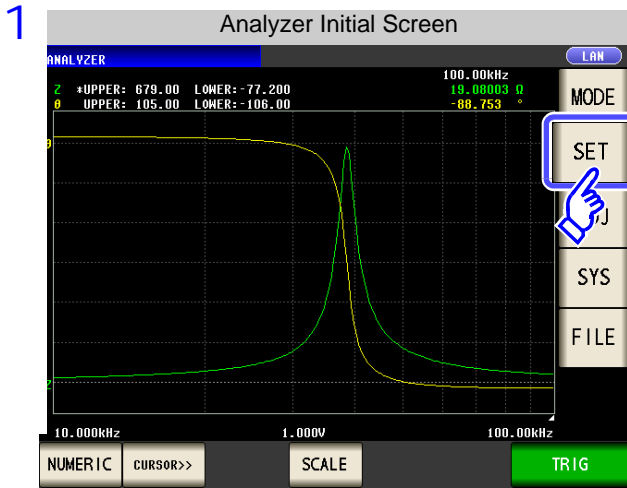 1
Analyzer Initial Screen
ANALYZER
LAN
100.00kHz
Z *UPPER: 679.00 LOWER:-77.200 19.08003 Ω
θ UPPER: 105.00 LOWER:-106.00 -88.753 °
MODE
SET
J
SYS
FILE
θ
Z
10.000kHz 1.000V 100.00kHz
NUMERIC CURSOR>> SCALE TRIG